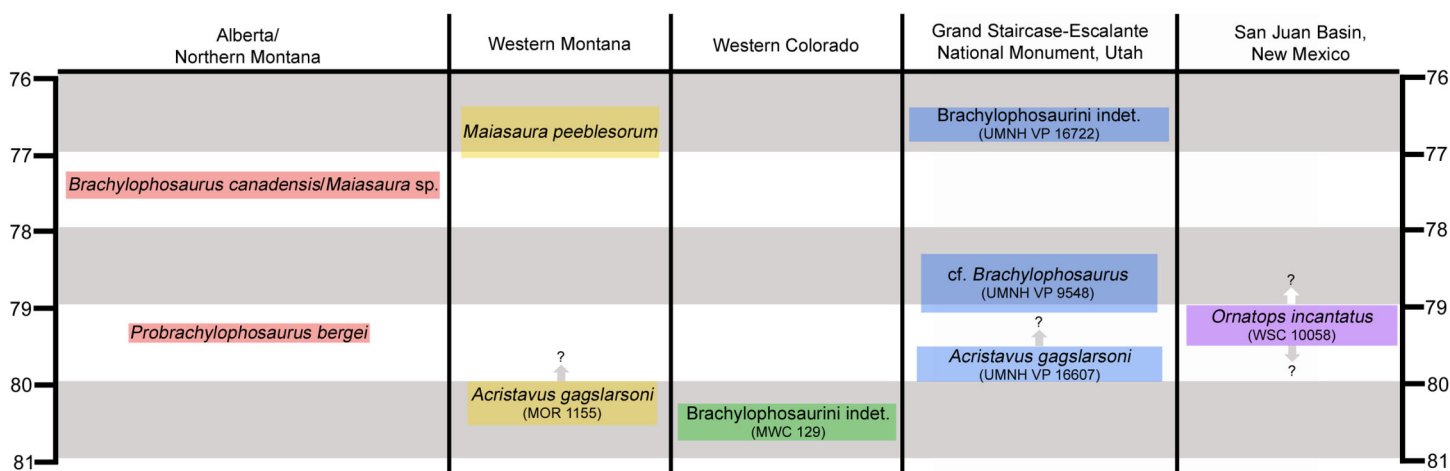 Alberta/
Northern Montana
Western Montana
Western Colorado
Grand Staircase-Escalante
National Monument, Utah
San Juan Basin,
New Mexico
76
76
Maiasaura peeblesorum
Brachylophosaurini indet.
(UMNH VP 16722)
77
77
Brachylophosaurus canadensis/Maiasaura sp.
78
78
cf. Brachylophosaurus
(UMNH VP 9548)
?
79
79
Probrachylophosaurus bergei
?
Ornatops incantatus
(WSC 10058)
?
Acristavus gagslarsoni
(UMNH VP 16607)
?
80
80
Acristavus gagslarsoni
(MOR 1155)
Brachylophosaurini indet.
(MWC 129)
81
81